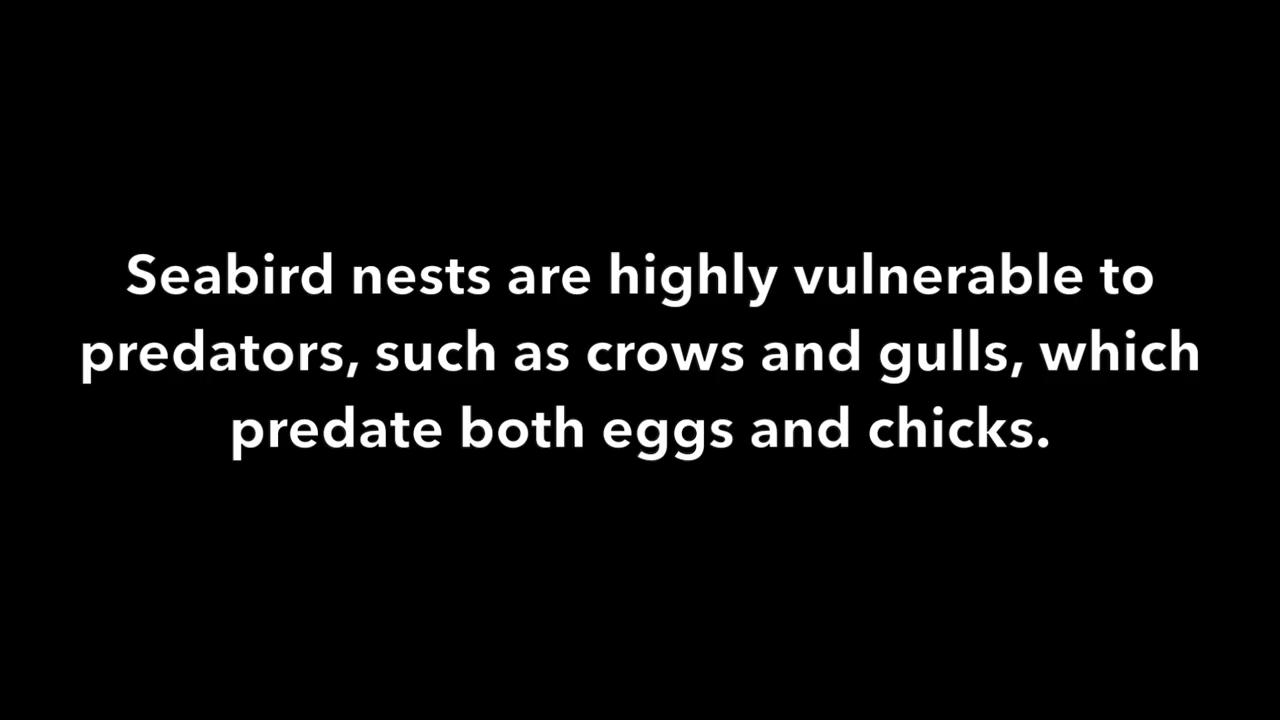 Seabird nests are highly vulnerable to
predators, such as crows and gulls, which
predate both eggs and chicks.